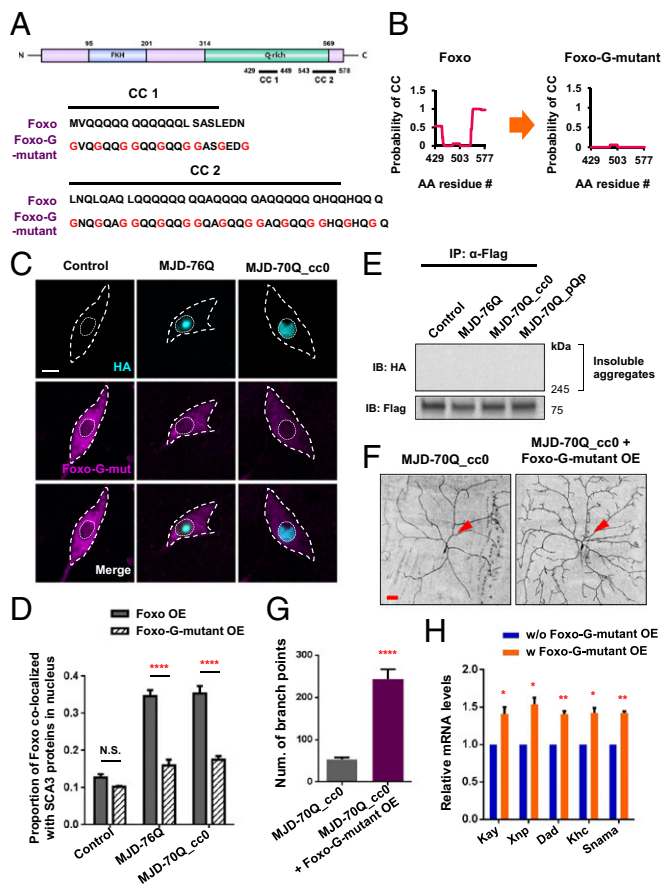 A
95 201 314 569
N FKH Q-rich C
429 449 543 578
CC 1 CC 2
CC 1
Foxo MVQQQQQ QQQQQQL SASLEDN
Foxo-G GVQGQQG GQQGQQG GASGEDG
-mutant
CC 2
Foxo LNQLQAQ LQQQQQQ QQAQQQQ QAQQQQQ QHQQHQQ Q
Foxo-G GNQGQAG GQQGQQG GQAGQQG GAQGQQG GHQGHQG Q
-mutant
B
Foxo Foxo-G-mutant
Probability of CC
1.5
1
0.5
0
429 503 577
AA residue #
Probability of CC
1.5
1
0.5
0
429 503 577
AA residue #
C
Control MJD-76Q MJD-70Q_cc0
HA
Foxo-G-mut
Merge
D
Foxo OE
Foxo-G-mutant OE
Proportion of Foxo co-localized
with SCA3 proteins in nucleus
0.4
0.3
0.2
0.1
0.0
N.S. **** ****
Control MJD-76Q MJD-70Q_cc0
E
IP: α-Flag
Control MJD-76Q MJD-70Q_cc0 MJD-70Q_pQp
kDa
IB: HA
Insoluble
aggregates
245
IB: Flag 75
F
MJD-70Q_cc0
MJD-70Q_cc0 +
Foxo-G-mutant OE
G
Num. of branch points
300
200
100
0
****
MJD-70Q_cc0
MJD-70Q_cc0
+ Foxo-G-mutant OE
H
w/o Foxo-G-mutant OE
w Foxo-G-mutant OE
Relative mRNA levels
2.0
1.5
1.0
0.5
0.0
* * ** * **
Kay Xnp Dad Khc Snama